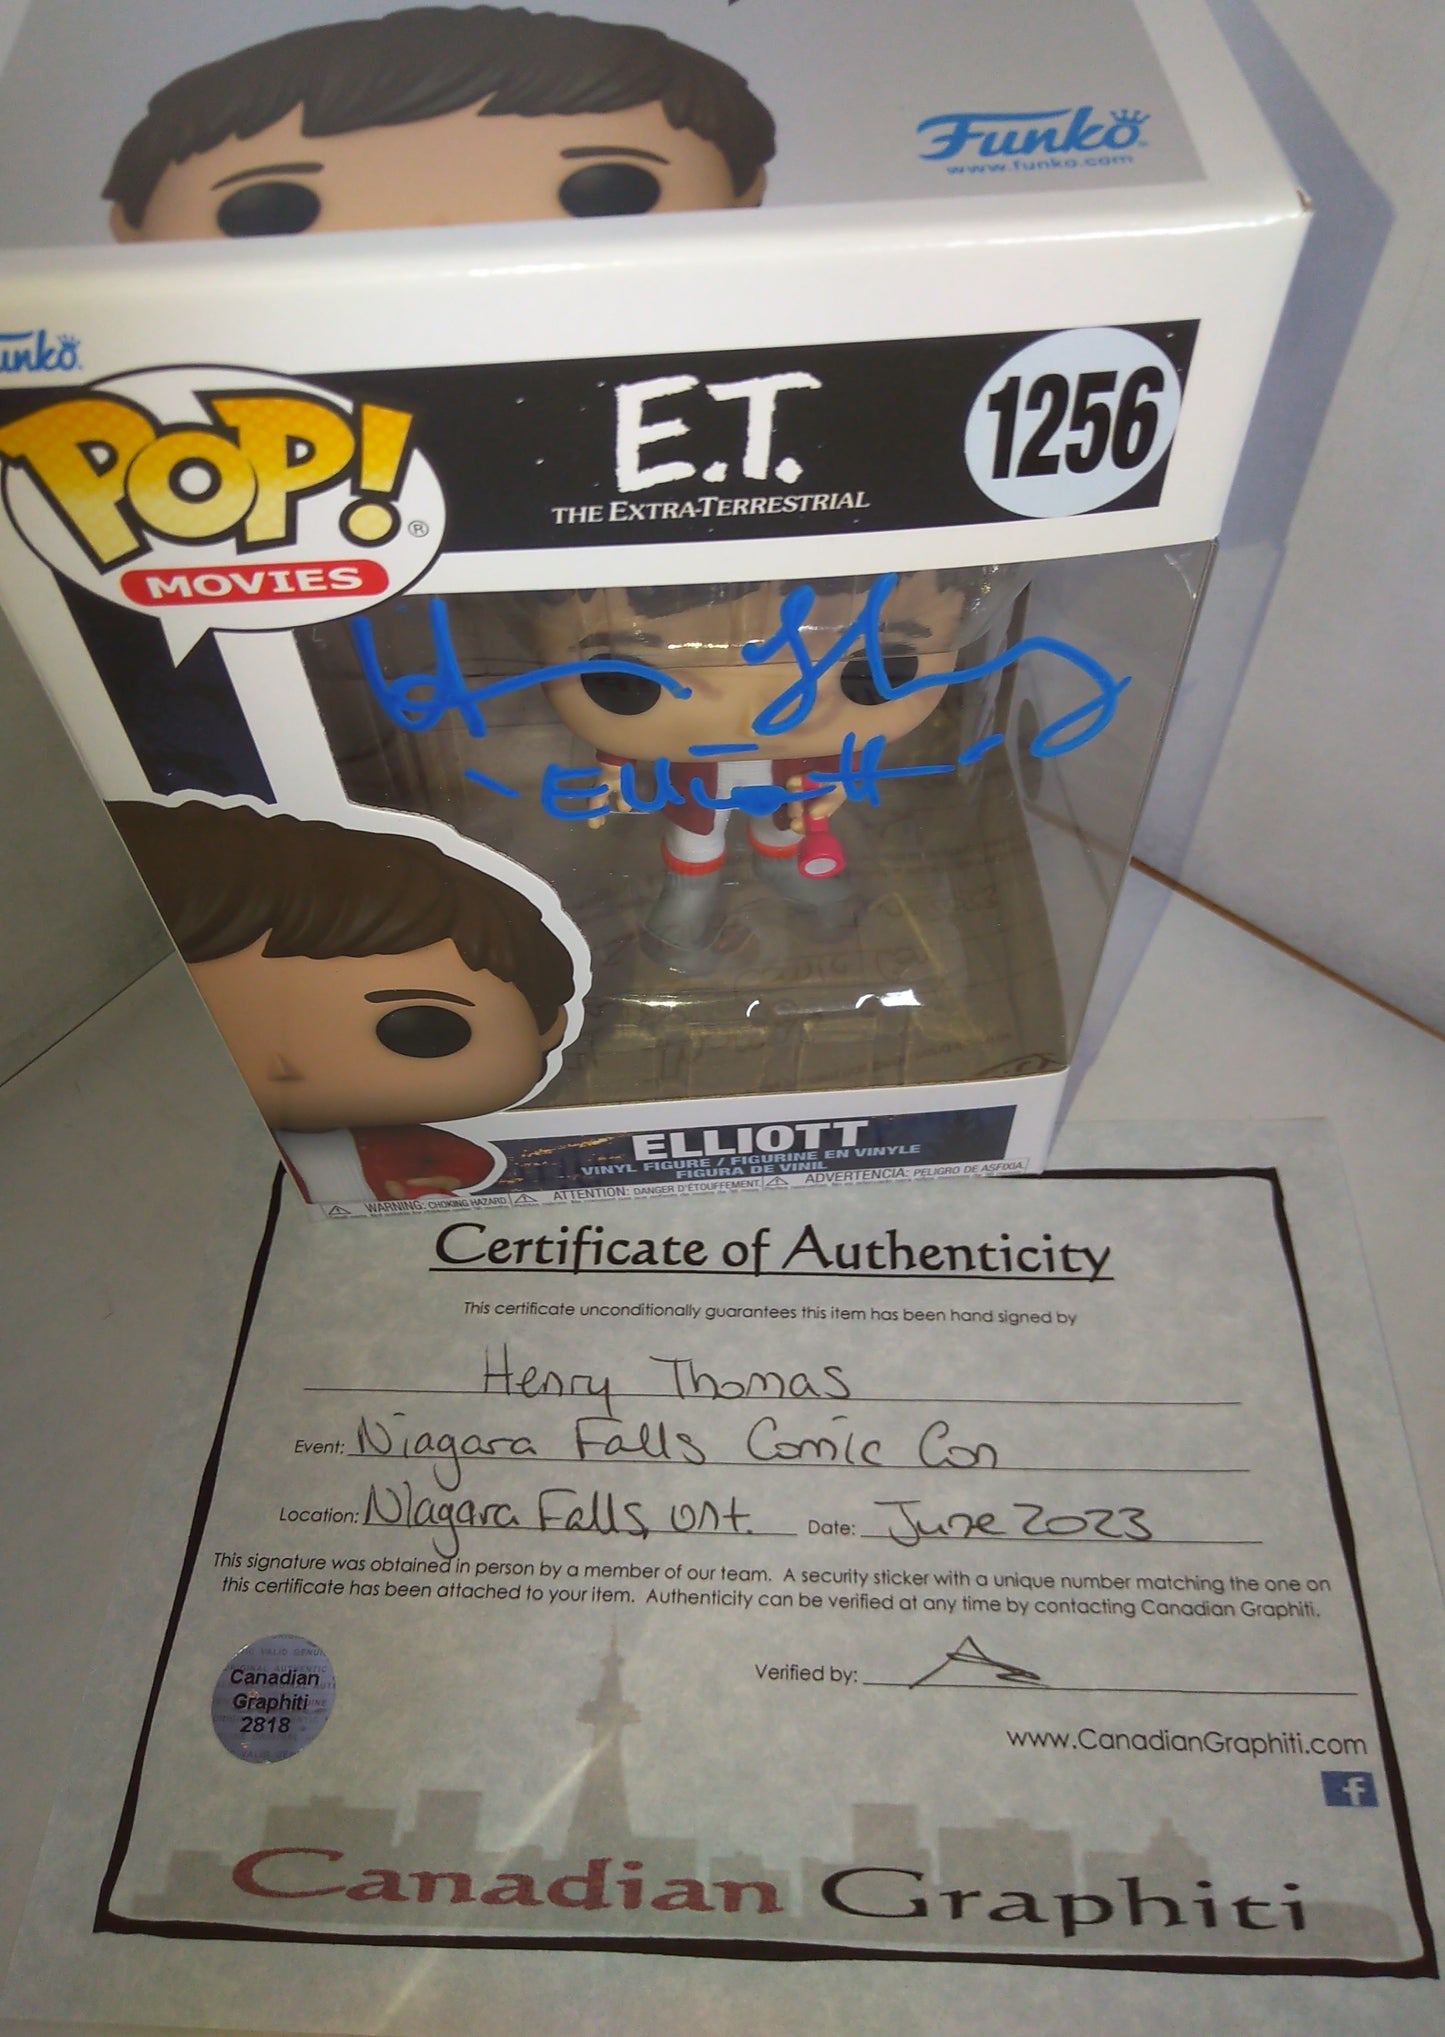 Funko
www.funko.com
unko
POP!®
MOVIES
E.T.
THE EXTRA-TERRESTRIAL
1256
- Elliott -
ELLIOTT
VINYL FIGURE / FIGURINE EN VINYLE
FIGURA DE VINIL
WARNING: CHOKING HAZARD ATTENTION: DANGER D'ÉTOUFFEMENT. ADVERTENCIA: PELIGRO DE ASFIXIA.
Certificate of Authenticity
This certificate unconditionally guarantees this item has been hand signed by
Henry Thomas
Event: Niagara Falls Comic Con
Location: Niagara Falls, Ont. Date: June 2023
This signature was obtained in person by a member of our team. A security sticker with a unique number matching the one on
this certificate has been attached to your item. Authenticity can be verified at any time by contacting Canadian Graphiti.
Verified by:
Canadian
Graphiti
2818
www.CanadianGraphiti.com
f
Canadian Graphiti